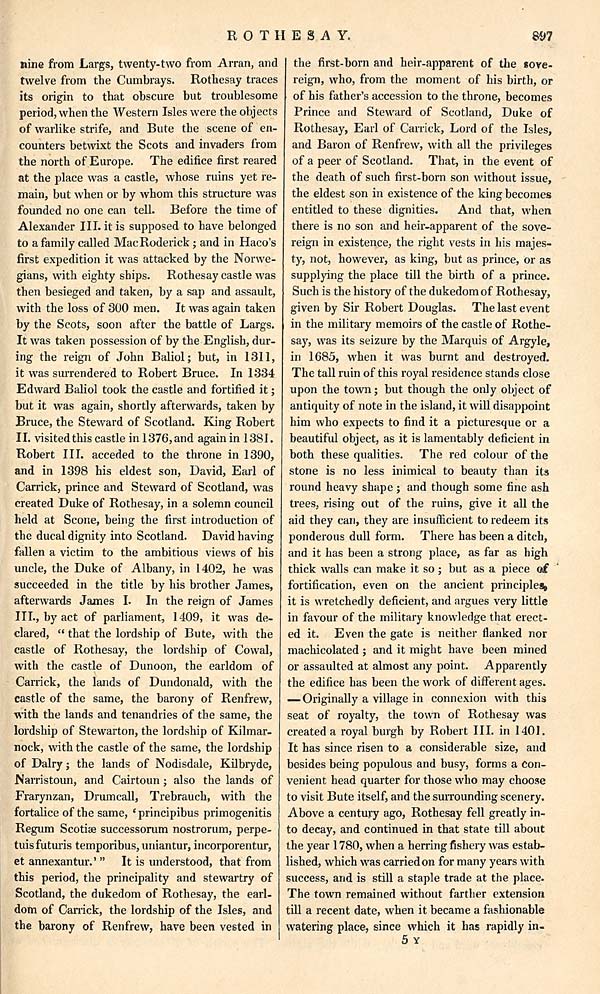 ROTHESAY.
897
nine from Largs, twenty-two from Arran, and
twelve from the Cumbrays. Rothesay traces
its origin to that obscure but troublesome
period, when the Western Isles were the objects
of warlike strife, and Bute the scene of en-
counters betwixt the Scots and invaders from
the north of Europe. The edifice first reared
at the place was a castle, whose ruins yet re-
main, but when or by whom this structure was
founded no one can tell. Before the time of
Alexander III. it is supposed to have belonged
to a family called MacRoderick; and in Haco's
first expedition it was attacked by the Norwe-
gians, with eighty ships. Rothesay castle was
then besieged and taken, by a sap and assault,
with the loss of 300 men. It was again taken
by the Scots, soon after the battle of Largs.
It was taken possession of by the English, dur-
ing the reign of John Baliol; but, in 1311,
it was surrendered to Robert Bruce. In 1334
Edward Baliol took the castle and fortified it;
but it was again, shortly afterwards, taken by
Bruce, the Steward of Scotland. King Robert
II. visited this castle in 1376, and again in 1381.
Robert III. acceded to the throne in 1390,
and in 1398 his eldest son, David, Earl of
Carrick, prince and Steward of Scotland, was
created Duke of Rothesay, in a solemn council
held at Scone, being the first introduction of
the ducal dignity into Scotland. David having
fallen a victim to the ambitious views of his
uncle, the Duke of Albany, in 1402, he was
succeeded in the title by his brother James,
afterwards James I. In the reign of James
III., by act of parliament, 1409, it was de-
clared, "that the lordship of Bute, with the
castle of Rothesay, the lordship of Cowal,
with the castle of Dunoon, the earldom of
Carrick, the lands of Dundonald, with the
castle of the same, the barony of Renfrew,
with the lands and tenandries of the same, the
lordship of Stewarton, the lordship of Kilmar-
nock, with the castle of the same, the lordship
of Dalry; the lands of Nodisdale, Kilbryde,
Narristoun, and Cairtoun; also the lands of
Frarynzan, Drumcall, Trebrauch, with the
fortalice of the same, 'principibus primogenitis
Regum Scotiæ successorum nostrorum, perpe-
tuis futuris temporibus, uniantur, incorporentur,
et annexantur.'" It is understood, that from
this period, the principality and stewartry of
Scotland, the dukedom of Rothesay, the earl-
dom of Carrick, the lordship of the Isles, and
the barony of Renfrew, have been vested in
the first-born and heir-apparent of the sove-
reign, who, from the moment of his birth, or
of his father's accession to the throne, becomes
Prince and Steward of Scotland, Duke of
Rothesay, Earl of Carrick, Lord of the Isles,
and Baron of Renfrew, with all the privileges
of a peer of Scotland. That, in the event of
the death of such first-born son without issue,
the eldest son in existence of the king becomes
entitled to these dignities. And that, when
there is no son and heir-apparent of the sove-
reign in existence, the right vests in his majes-
ty, not, however, as king, but as prince, or as
supplying the place till the birth of a prince.
Such is the history of the dukedom of Rothesay,
given by Sir Robert Douglas. The last event
in the military memoirs of the castle of Rothe-
say, was its seizure by the Marquis of Argyle,
in 1685, when it was burnt and destroyed.
The tall ruin of this royal residence stands close
upon the town; but though the only object of
antiquity of note in the island, it will disappoint
him who expects to find it a picturesque or a
beautiful object, as it is lamentably deficient in
both these qualities. The red colour of the
stone is no less inimical to beauty than its
round heavy shape; and though some fine ash
trees, rising out of the ruins, give it all the
aid they can, they are insufficient to redeem its
ponderous dull form. There has been a ditch,
and it has been a strong place, as far as high
thick walls can make it so; but as a piece of
fortification, even on the ancient principles,
it is wretchedly deficient, and argues very little
in favour of the military knowledge that erect-
ed it. Even the gate is neither flanked nor
machicolated; and it might have been mined
or assaulted at almost any point. Apparently
the edifice has been the work of different ages.
—Originally a village in connexion with this
seat of royalty, the town of Rothesay was
created a royal burgh by Robert III. in 1401.
It has since risen to a considerable size, and
besides being populous and busy, forms a con-
venient head quarter for those who may choose
to visit Bute itself, and the surrounding scenery.
Above a century ago, Rothesay fell greatly in-
to decay, and continued in that state till about
the year 1780, when a herring fishery was estab-
lished, which was carried on for many years with
success, and is still a staple trade at the place.
The town remained without farther extension
till a recent date, when it became a fashionable
watering place, since which it has rapidly in-
5 Y